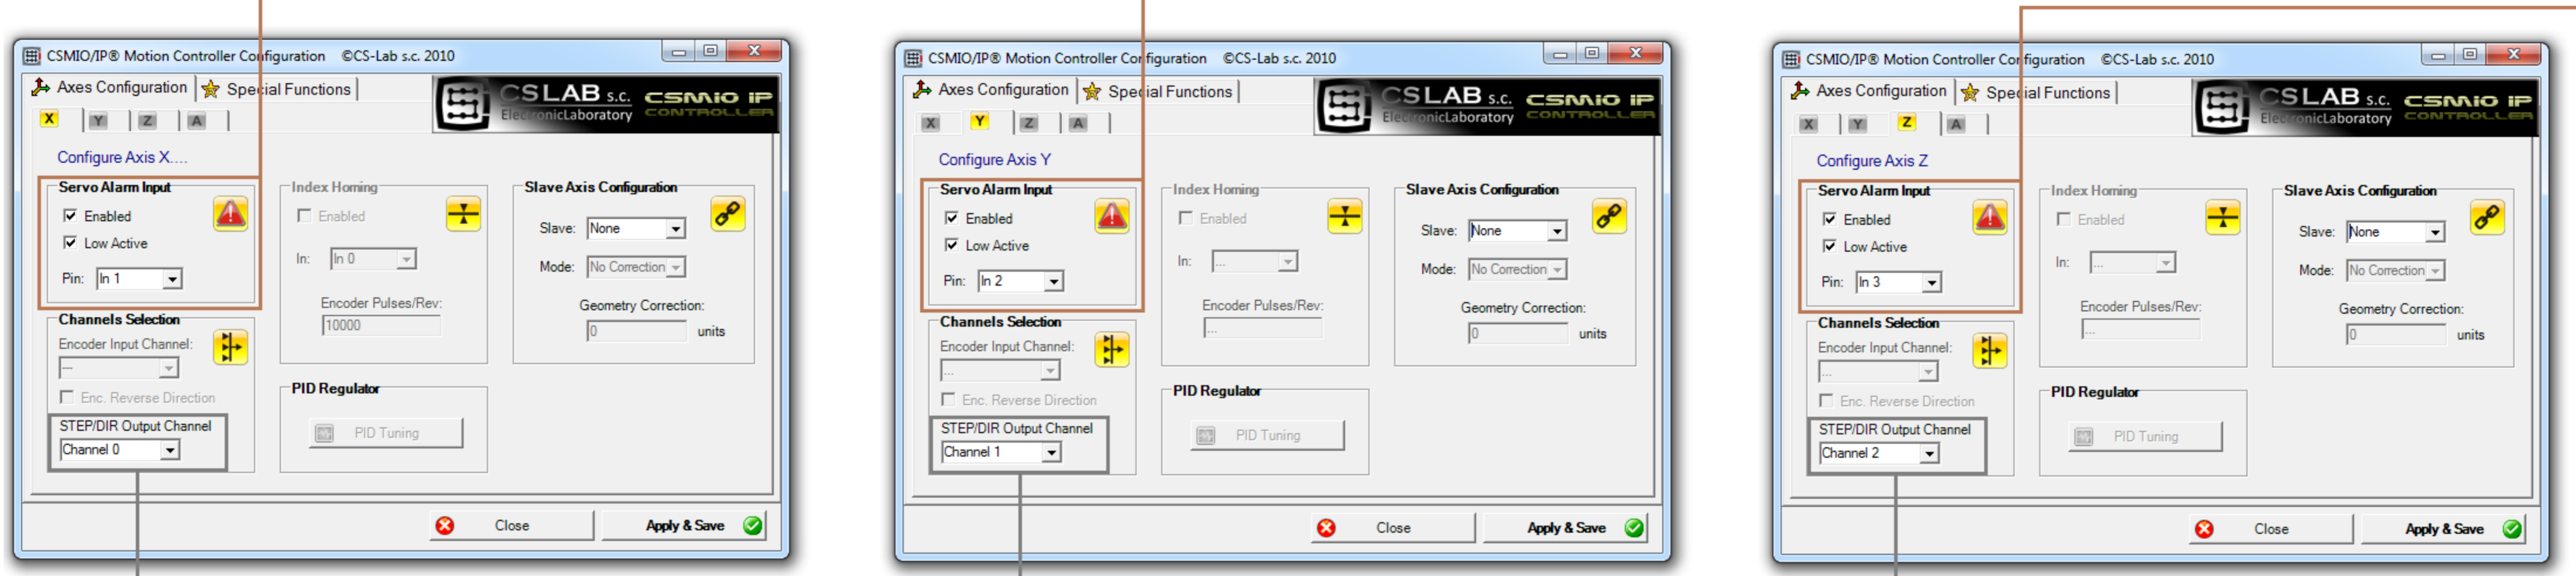 CSMIO/IP® Motion Controller Configuration ©CS-Lab s.c. 2010
Axes Configuration Special Functions
CSLAB s.c. CSMIO IP
ElectronicLaboratory CONTROLLER
X Y Z A
Configure Axis X....
Servo Alarm Input Index Homing Slave Axis Configuration
Enabled Enabled
Slave: None
Low Active
In: In 0 Mode: No Correction
Pin: In 1
Encoder Pulses/Rev: Geometry Correction:
Channels Selection 10000 0 units
Encoder Input Channel:
---
PID Regulator
Enc. Reverse Direction
STEP/DIR Output Channel PID Tuning
Channel 0
Close Apply & Save
CSMIO/IP® Motion Controller Configuration ©CS-Lab s.c. 2010
Axes Configuration Special Functions
CSLAB s.c. CSMIO IP
ElectronicLaboratory CONTROLLER
X Y Z A
Configure Axis Y
Servo Alarm Input Index Homing Slave Axis Configuration
Enabled Enabled
Slave: None
Low Active
In: ... Mode: No Correction
Pin: In 2
Encoder Pulses/Rev: Geometry Correction:
Channels Selection ... 0 units
Encoder Input Channel:
...
PID Regulator
Enc. Reverse Direction
STEP/DIR Output Channel PID Tuning
Channel 1
Close Apply & Save
CSMIO/IP® Motion Controller Configuration ©CS-Lab s.c. 2010
Axes Configuration Special Functions
CSLAB s.c. CSMIO IP
ElectronicLaboratory CONTROLLER
X Y Z A
Configure Axis Z
Servo Alarm Input Index Homing Slave Axis Configuration
Enabled Enabled
Slave: None
Low Active
In: ... Mode: No Correction
Pin: In 3
Encoder Pulses/Rev: Geometry Correction:
Channels Selection ... 0 units
Encoder Input Channel:
...
PID Regulator
Enc. Reverse Direction
STEP/DIR Output Channel PID Tuning
Channel 2
Close Apply & Save